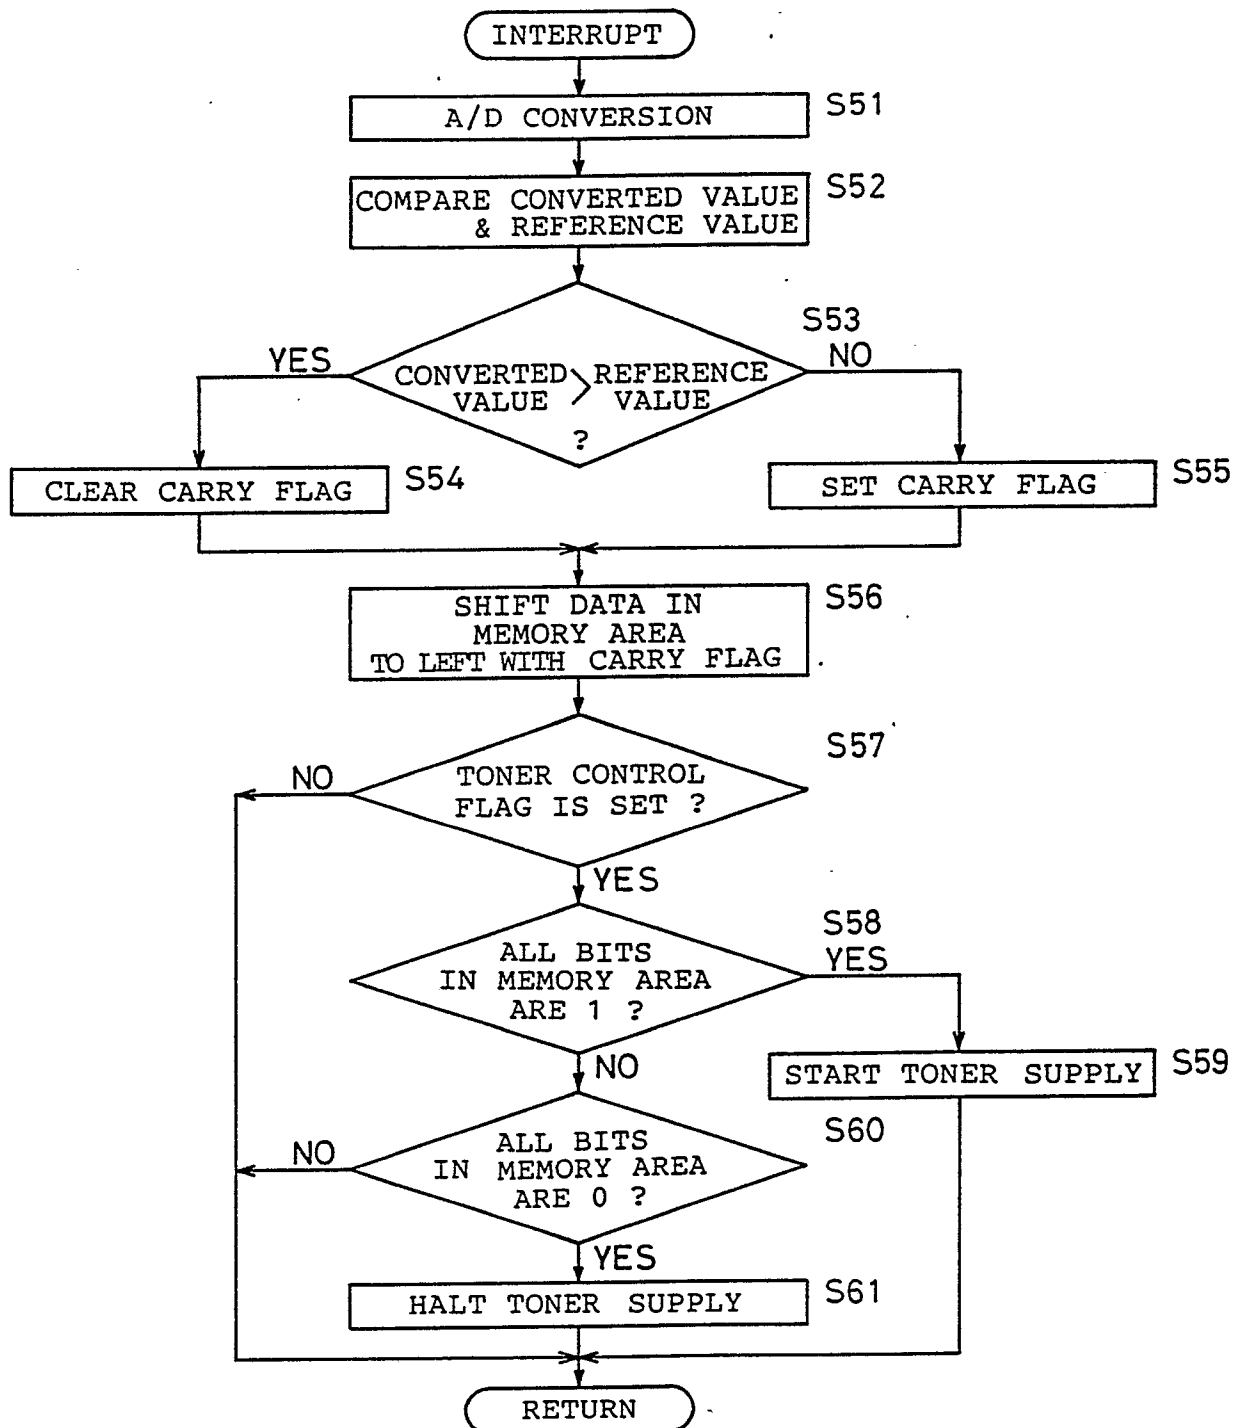 INTERRUPT
A/D CONVERSION
S51
COMPARE CONVERTED VALUE
& REFERENCE VALUE
S52
S53
YES
NO
CONVERTED VALUE > REFERENCE VALUE
?
CLEAR CARRY FLAG
S54
SET CARRY FLAG
S55
SHIFT DATA IN
MEMORY AREA
TO LEFT WITH CARRY FLAG
S56
S57
NO
TONER CONTROL
FLAG IS SET ?
YES
S58
YES
ALL BITS
IN MEMORY AREA
ARE 1 ?
NO
START TONER SUPPLY
S59
S60
NO
ALL BITS
IN MEMORY AREA
ARE 0 ?
YES
HALT TONER SUPPLY
S61
RETURN